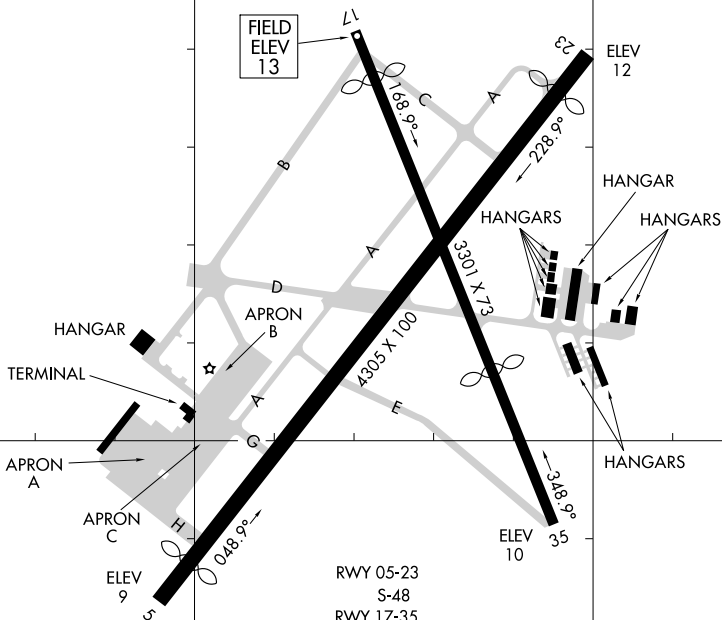 FIELD
ELEV
13
17
23
ELEV
12
C
A
168.9°
228.9°
B
HANGAR
HANGARS
HANGARS
A
3301 X 73
D
APRON
B
HANGAR
4305 X 100
TERMINAL
A
E
G
APRON
A
HANGARS
348.9°
APRON
C
H
048.9°
ELEV
10
35
ELEV
9
5
RWY 05-23
S-48
RWY 17-35